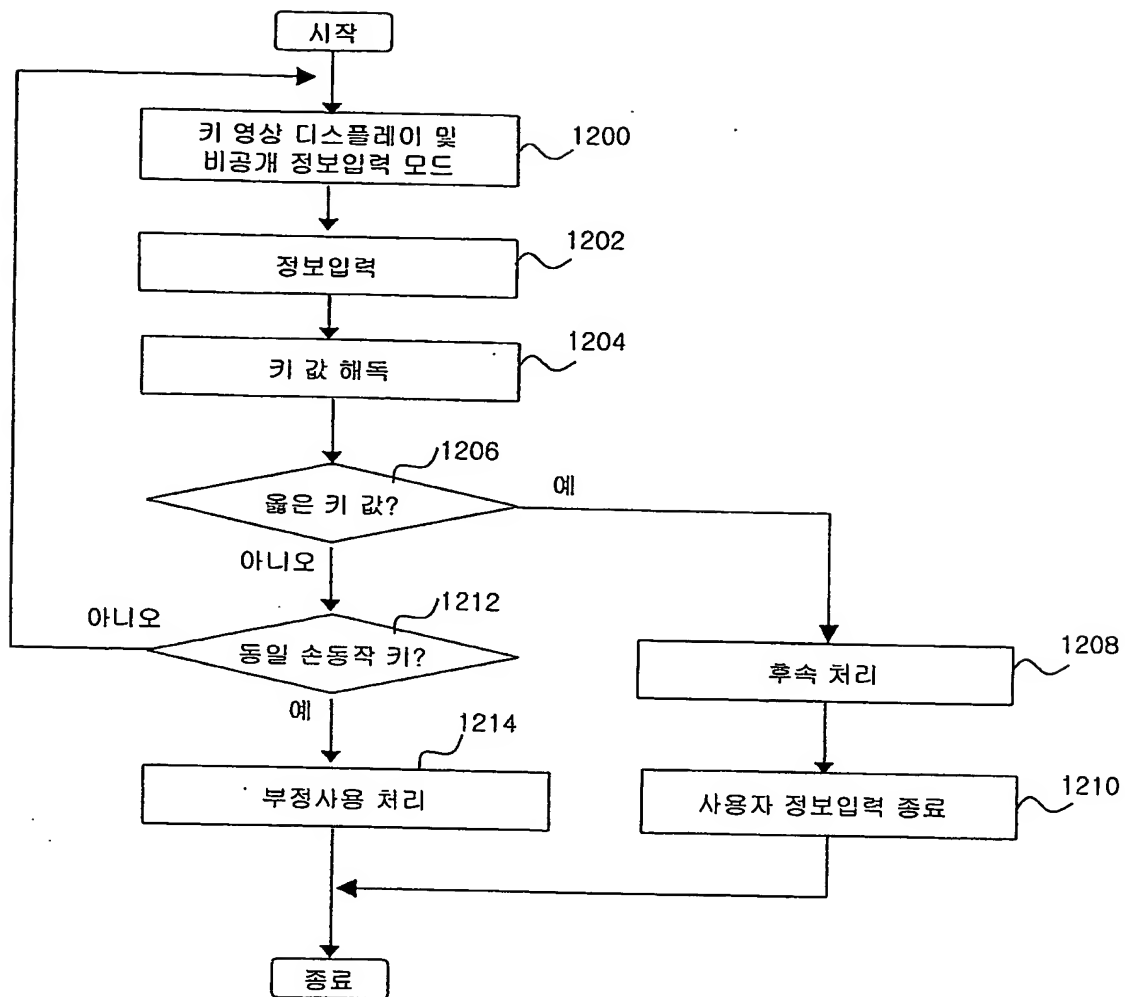 시작
키 영상 디스플레이 및
비공개 정보입력 모드
1200
정보입력
1202
키 값 해독
1204
1206
옳은 키 값?
예
아니오
1212
아니오
동일 손동작 키?
예
1208
후속 처리
1214
부정사용 처리
1210
사용자 정보입력 종료
종료